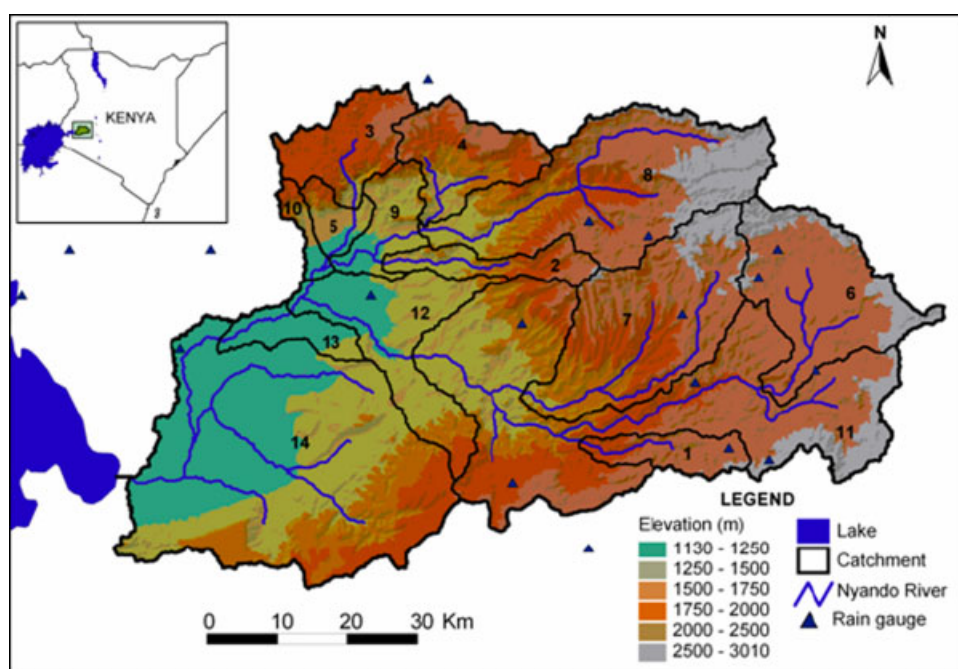 KENYA
N
3
4
8
10
5
9
2
6
12
7
13
14
1
11
LEGEND
Elevation (m)
1130 - 1250
1250 - 1500
1500 - 1750
1750 - 2000
2000 - 2500
2500 - 3010
Lake
Catchment
Nyando River
Rain gauge
0 10 20 30 Km